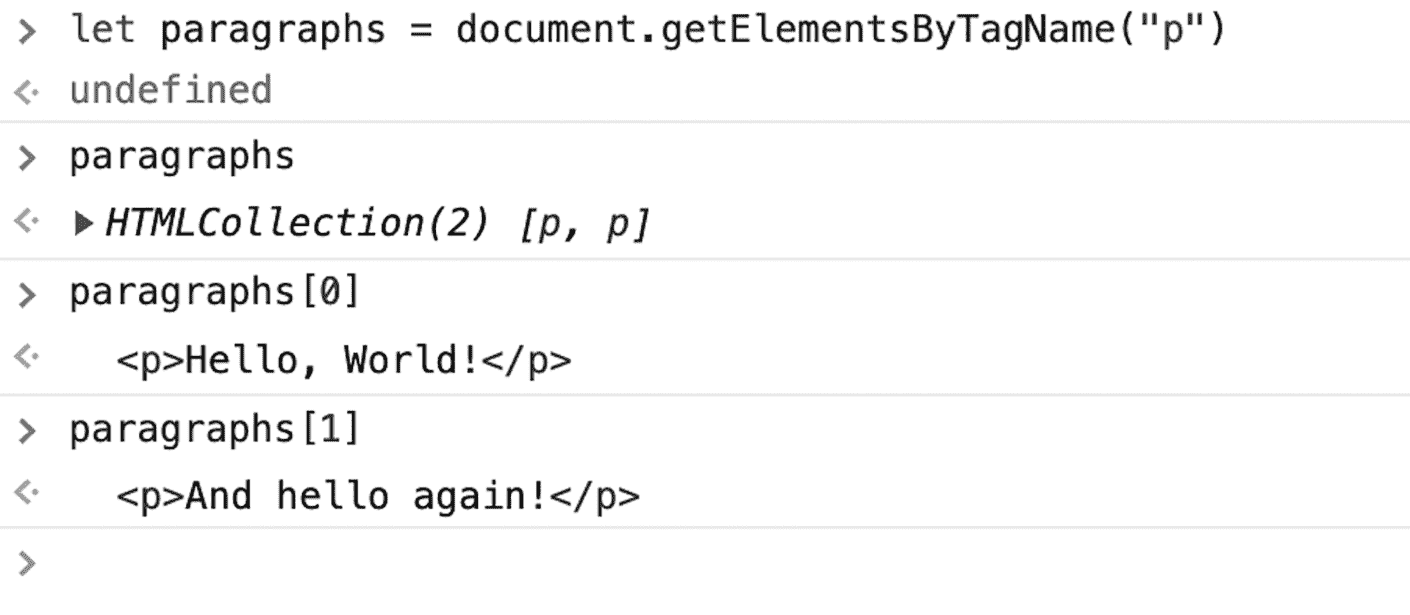 > let paragraphs = document.getElementsByTagName("p")
undefined
> paragraphs
▶ HTMLCollection(2) [p, p]
> paragraphs[0]
<p>Hello, World!</p>
> paragraphs[1]
<p>And hello again!</p>
>